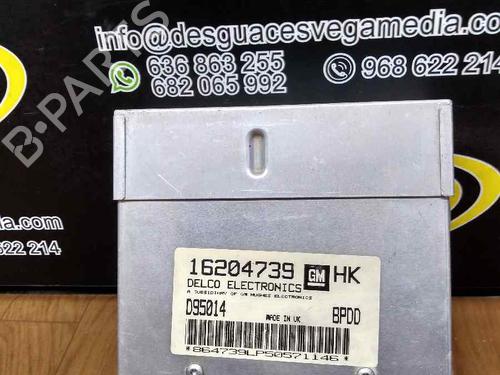 info@desguacesvegamedia.com
636 863 255
682 065 992
968 622 214
B-Parts
.com
622 214
16204739 GM HK
DELCO ELECTRONICS
A SUBSIDIARY OF GM HUGHES ELECTRONICS
D95014 MADE IN UK BPDD
*864739LP50571146*